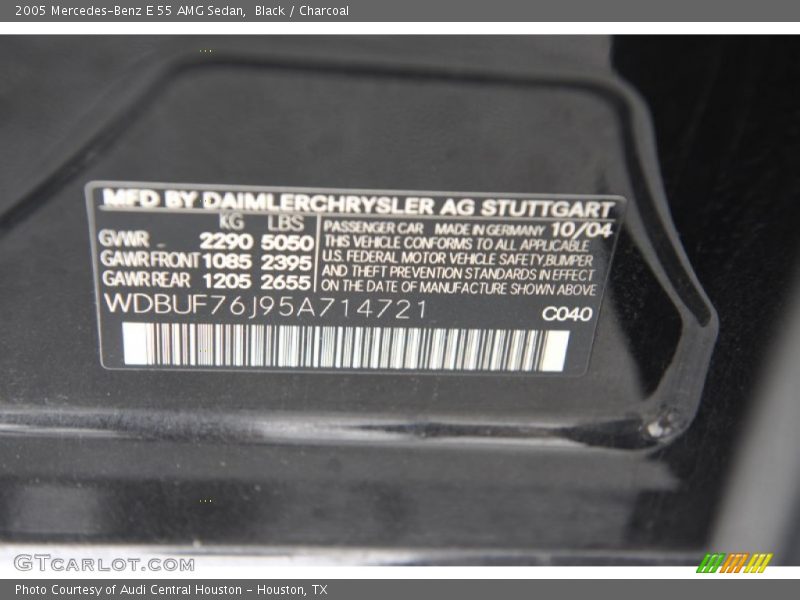 2005 Mercedes-Benz E 55 AMG Sedan,  Black / Charcoal
MFD BY DAIMLERCHRYSLER AG STUTTGART
KG LBS
GVWR 2290 5050
GAWR FRONT 1085 2395
GAWR REAR 1205 2655
PASSENGER CAR MADE IN GERMANY 10/04
THIS VEHICLE CONFORMS TO ALL APPLICABLE
U.S. FEDERAL MOTOR VEHICLE SAFETY, BUMPER
AND THEFT PREVENTION STANDARDS IN EFFECT
ON THE DATE OF MANUFACTURE SHOWN ABOVE
WDBUF76J95A714721
C040
GTCARLOT.COM
Photo Courtesy of Audi Central Houston - Houston, TX